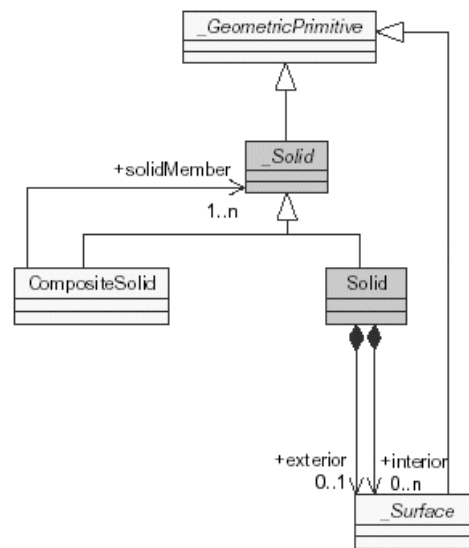 _GeometricPrimitive
_Solid
+solidMember
1..n
CompositeSolid
Solid
+exterior
+interior
0..1
0..n
_Surface